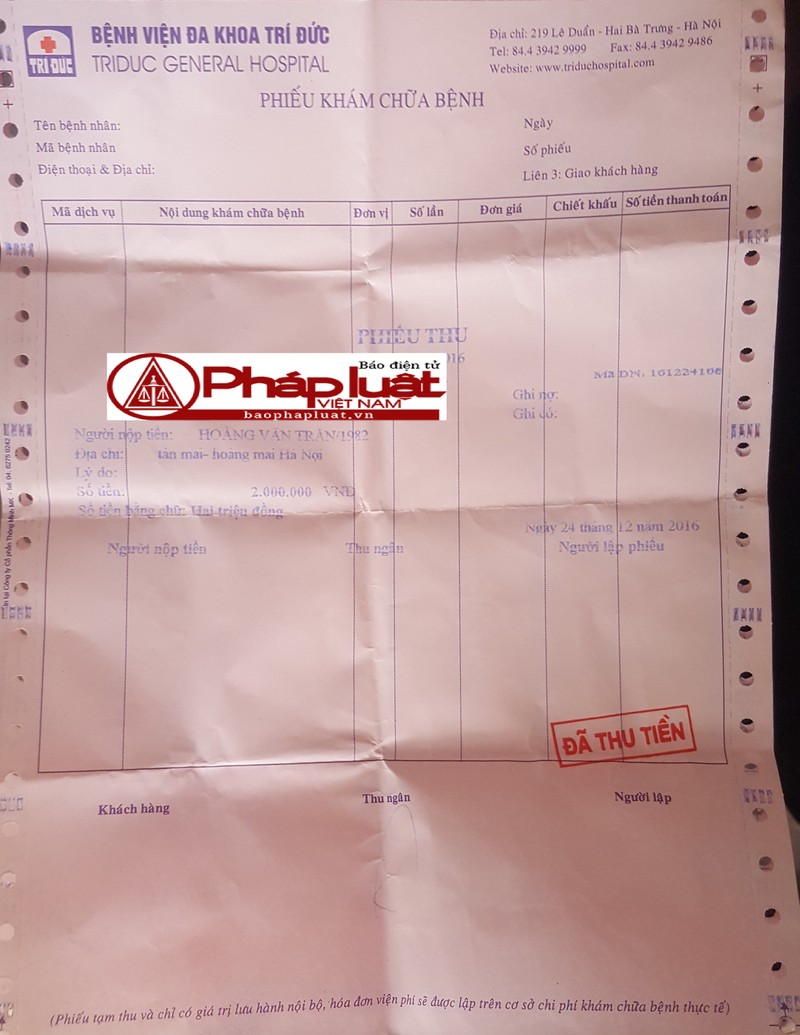 TRI ĐUC
BỆNH VIỆN ĐA KHOA TRÍ ĐỨC
TRIDUC GENERAL HOSPITAL
Địa chỉ: 219 Lê Duẩn - Hai Bà Trưng - Hà Nội
Tel: 84.4 3942 9999 Fax: 84.4 3942 9486
Website: www.triduchospital.com
PHIẾU KHÁM CHỮA BỆNH
Tên bệnh nhân:
Ngày
Mã bệnh nhân
Số phiếu
Điện thoại & Địa chỉ:
Liên 3: Giao khách hàng
Mã dịch vụ Nội dung khám chữa bệnh Đơn vị Số lần Đơn giá Chiết khấu Số tiền thanh toán
PHIẾU THU
Báo điện tử
Pháp luật
VIỆT NAM
baophapluat.vn
Mã DN: 161224106
Ghi nợ:
Ghi có:
Người nộp tiền: HOÀNG VĂN TRẦN/1982
Địa chỉ: tân mai- hoàng mai Hà Nội
Lý do:
Số tiền: 2.000.000 VNĐ
Số tiền bằng chữ: Hai triệu đồng
Ngày 24 tháng 12 năm 2016
Người nộp tiền Thu ngân Người lập phiếu
ĐÃ THU TIỀN
Khách hàng Thu ngân Người lập
(Phiếu tạm thu và chỉ có giá trị lưu hành nội bộ, hóa đơn viện phí sẽ được lập trên cơ sở chi phí khám chữa bệnh thực tế)